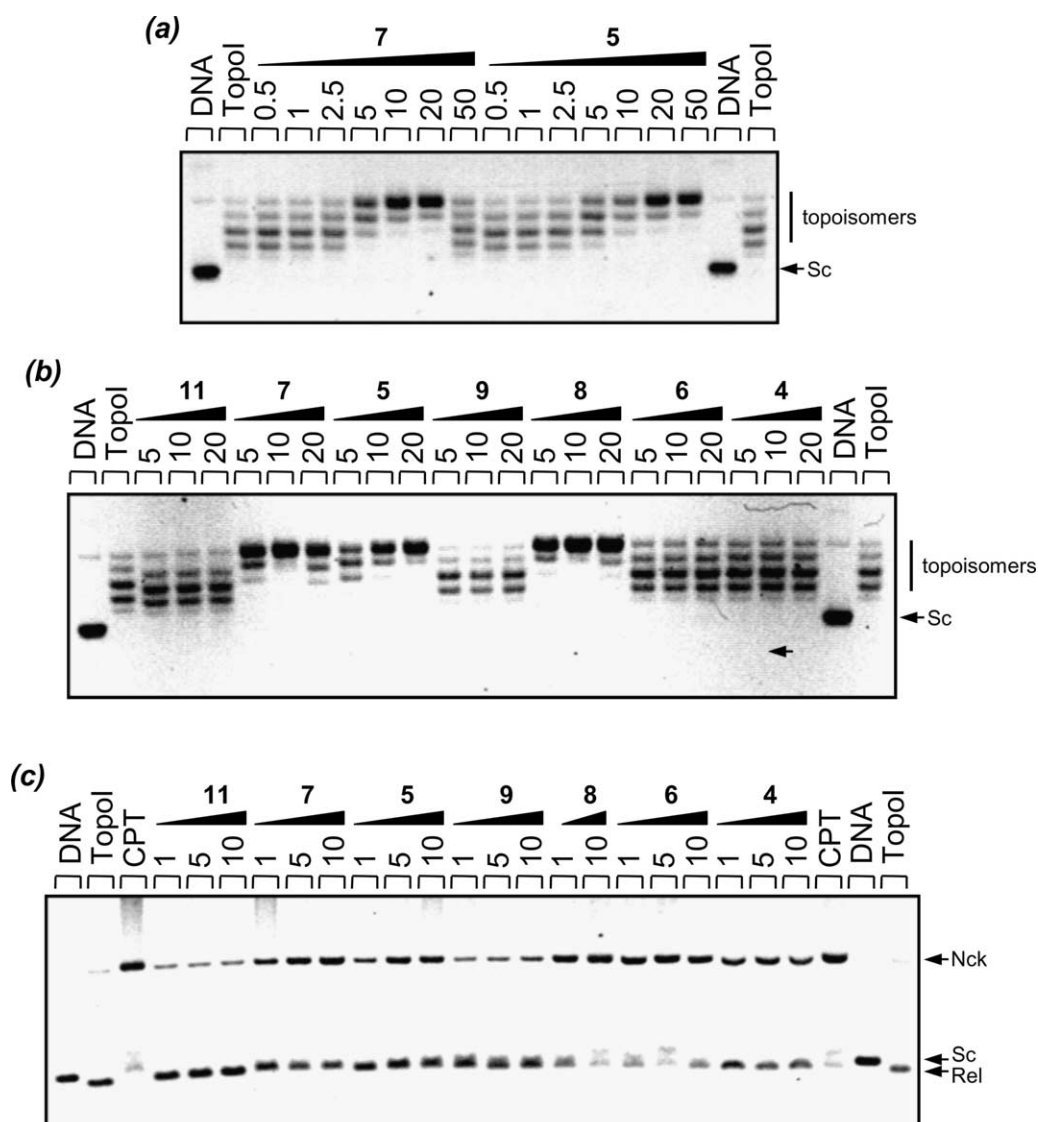 (a)
7 5
DNA TopoI 0.5 1 2.5 5 10 20 50 0.5 1 2.5 5 10 20 50 DNA TopoI
topoisomers
Sc
(b)
11 7 5 9 8 6 4
DNA TopoI 5 10 20 5 10 20 5 10 20 5 10 20 5 10 20 5 10 20 5 10 20 DNA TopoI
topoisomers
Sc
(c)
11 7 5 9 8 6 4
DNA TopoI CPT 1 5 10 1 5 10 1 5 10 1 5 10 1 10 1 5 10 1 5 10 CPT DNA TopoI
Nck
Sc
Rel